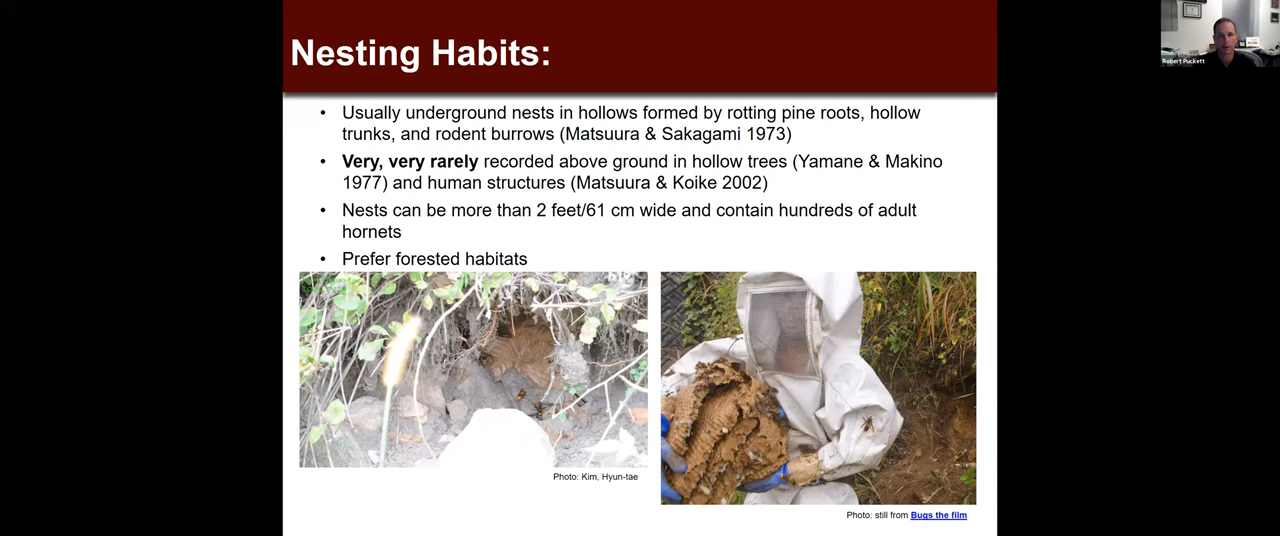 Nesting Habits:
Robert Puckett
• Usually underground nests in hollows formed by rotting pine roots, hollow
trunks, and rodent burrows (Matsuura & Sakagami 1973)
• Very, very rarely recorded above ground in hollow trees (Yamane & Makino
1977) and human structures (Matsuura & Koike 2002)
• Nests can be more than 2 feet/61 cm wide and contain hundreds of adult
hornets
• Prefer forested habitats
Photo: Kim, Hyun-tae
Photo: still from Bugs the film